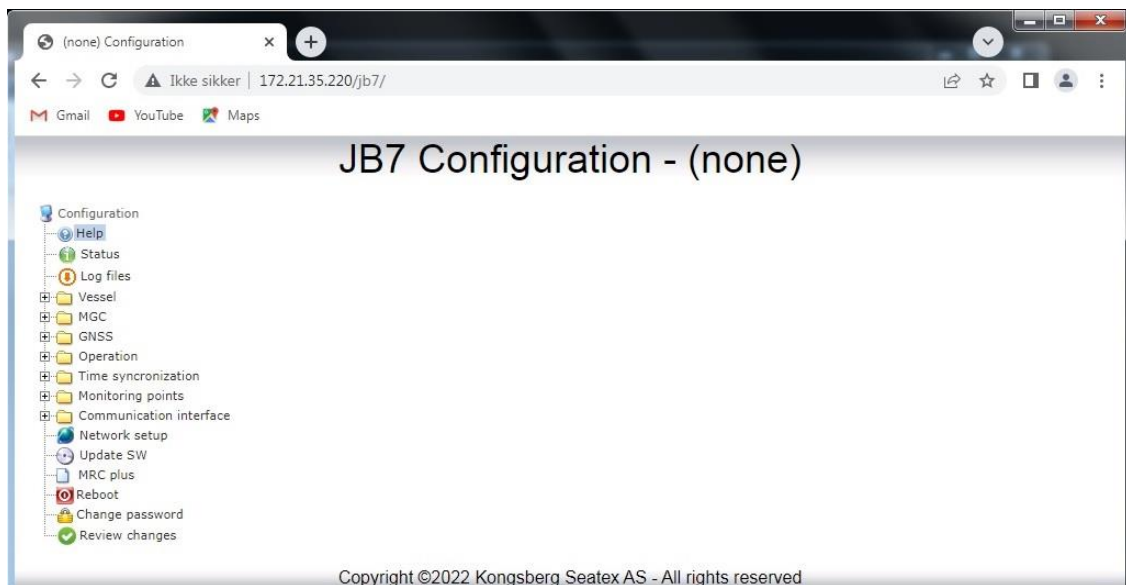 (none) Configuration
Ikke sikker | 172.21.35.220/jb7/
Gmail YouTube Maps
JB7 Configuration - (none)
Configuration
Help
Status
Log files
Vessel
MGC
GNSS
Operation
Time syncronization
Monitoring points
Communication interface
Network setup
Update SW
MRC plus
Reboot
Change password
Review changes
Copyright ©2022 Kongsberg Seatex AS - All rights reserved